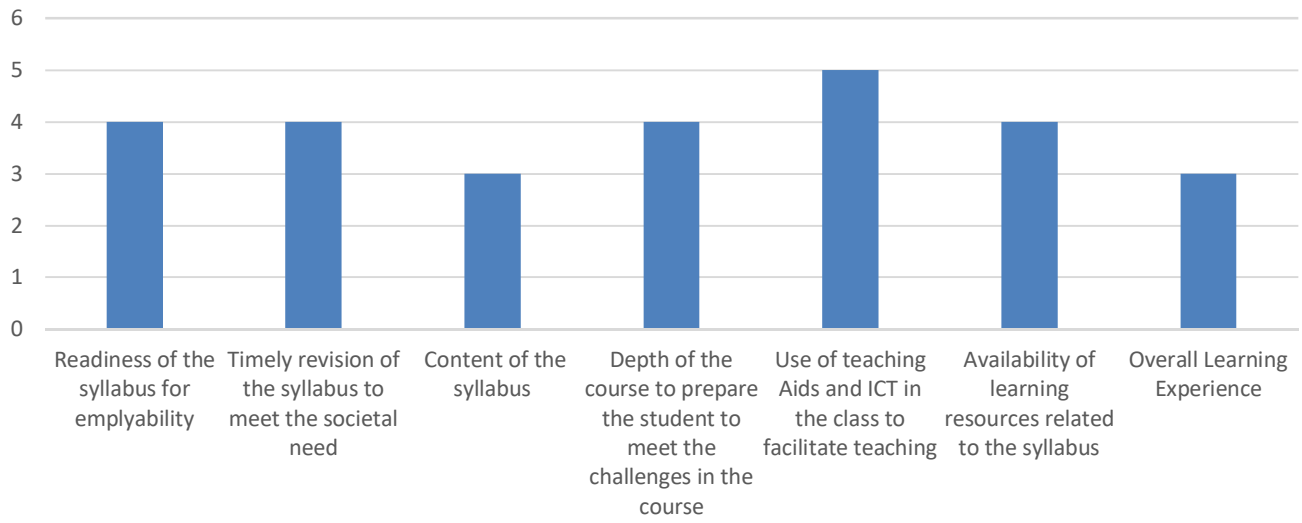 6
5
4
3
2
1
0
Readiness of the
syllabus for
emplyability
Timely revision of
the syllabus to
meet the societal
need
Content of the
syllabus
Depth of the
course to prepare
the student to
meet the
challenges in the
course
Use of teaching
Aids and ICT in
the class to
facilitate teaching
Availability of
learning
resources related
to the syllabus
Overall Learning
Experience